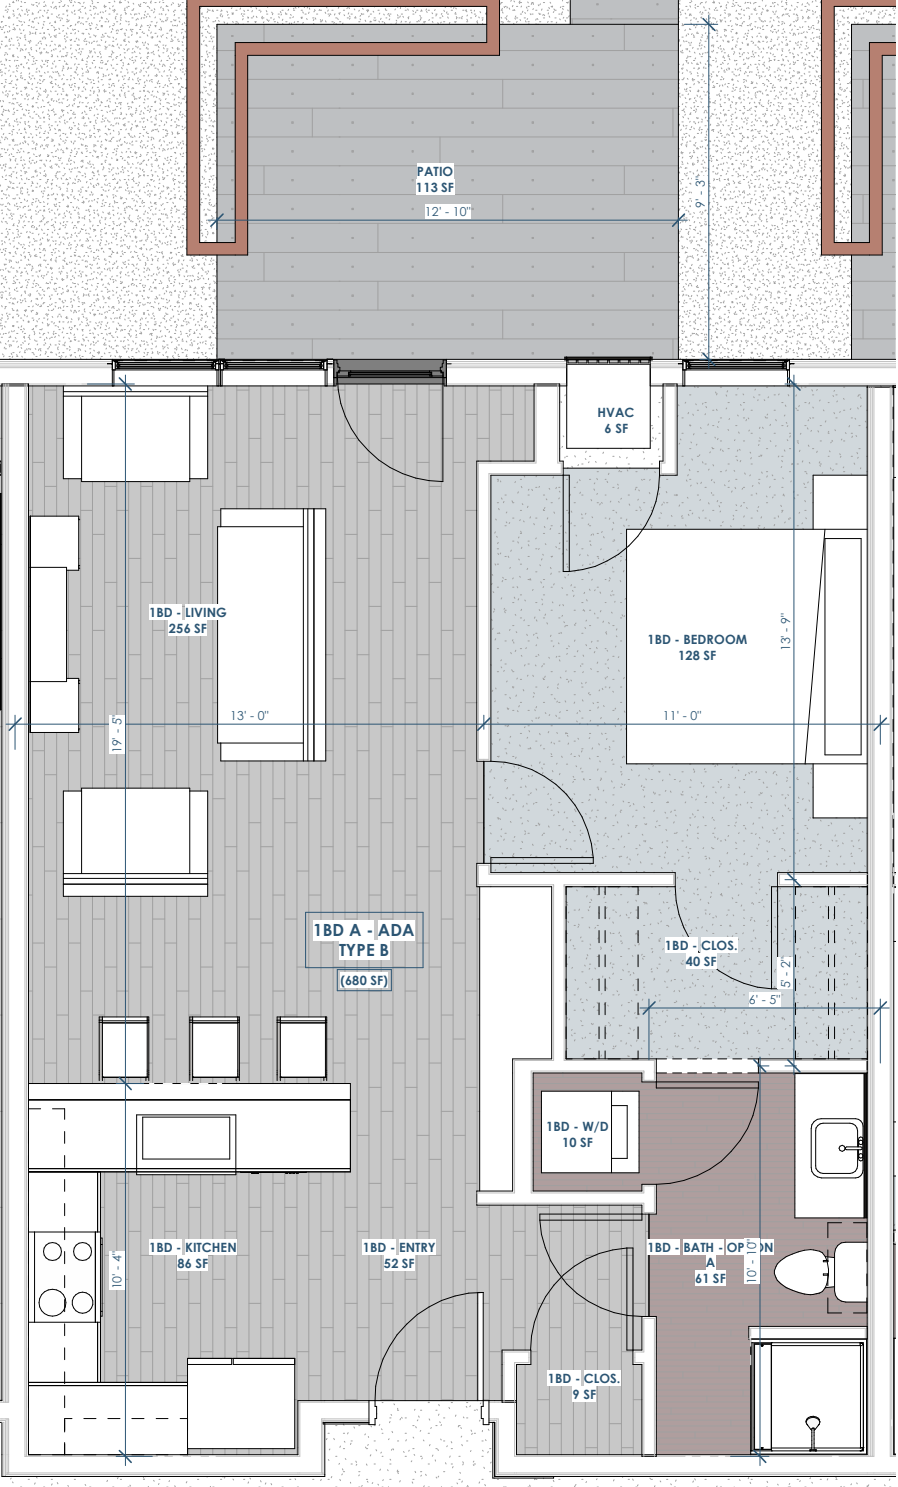 PATIO
113 SF
12' - 10"
9' - 3"
HVAC
6 SF
1BD - LIVING
256 SF
1BD - BEDROOM
128 SF
13' - 9"
13' - 0"
11' - 0"
19' - 5"
1BD A - ADA
TYPE B
(680 SF)
1BD - CLOS.
40 SF
5' - 2"
6' - 5"
1BD - W/D
10 SF
1BD - KITCHEN
86 SF
10' - 4"
1BD - ENTRY
52 SF
1BD - BATH - OP ON
A
61 SF
10' - 10"
1BD - CLOS.
9 SF